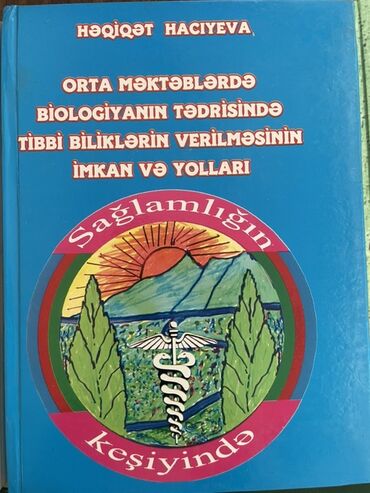 HƏQİQƏT HACIYEVA
ORTA MƏKTƏBLƏRDƏ
BİOLOGİYANIN TƏDRİSİNDƏ
TİBBİ BİLİKLƏRİN VERİLMƏSİNİN
İMKAN VƏ YOLLARI
Sağlamlığın
keşiyində